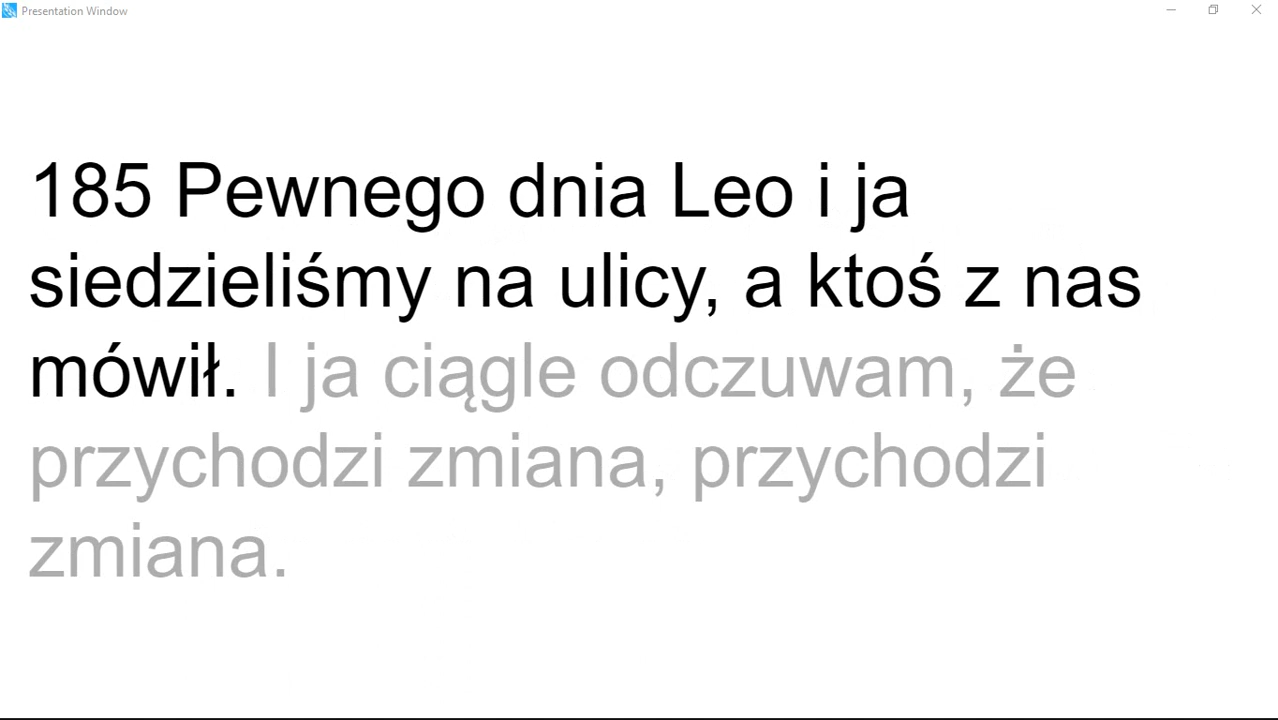 Presentation Window
185 Pewnego dnia Leo i ja
siedzieliśmy na ulicy, a ktoś z nas
mówił. I ja ciągle odczuwam, że
przychodzi zmiana, przychodzi
zmiana.